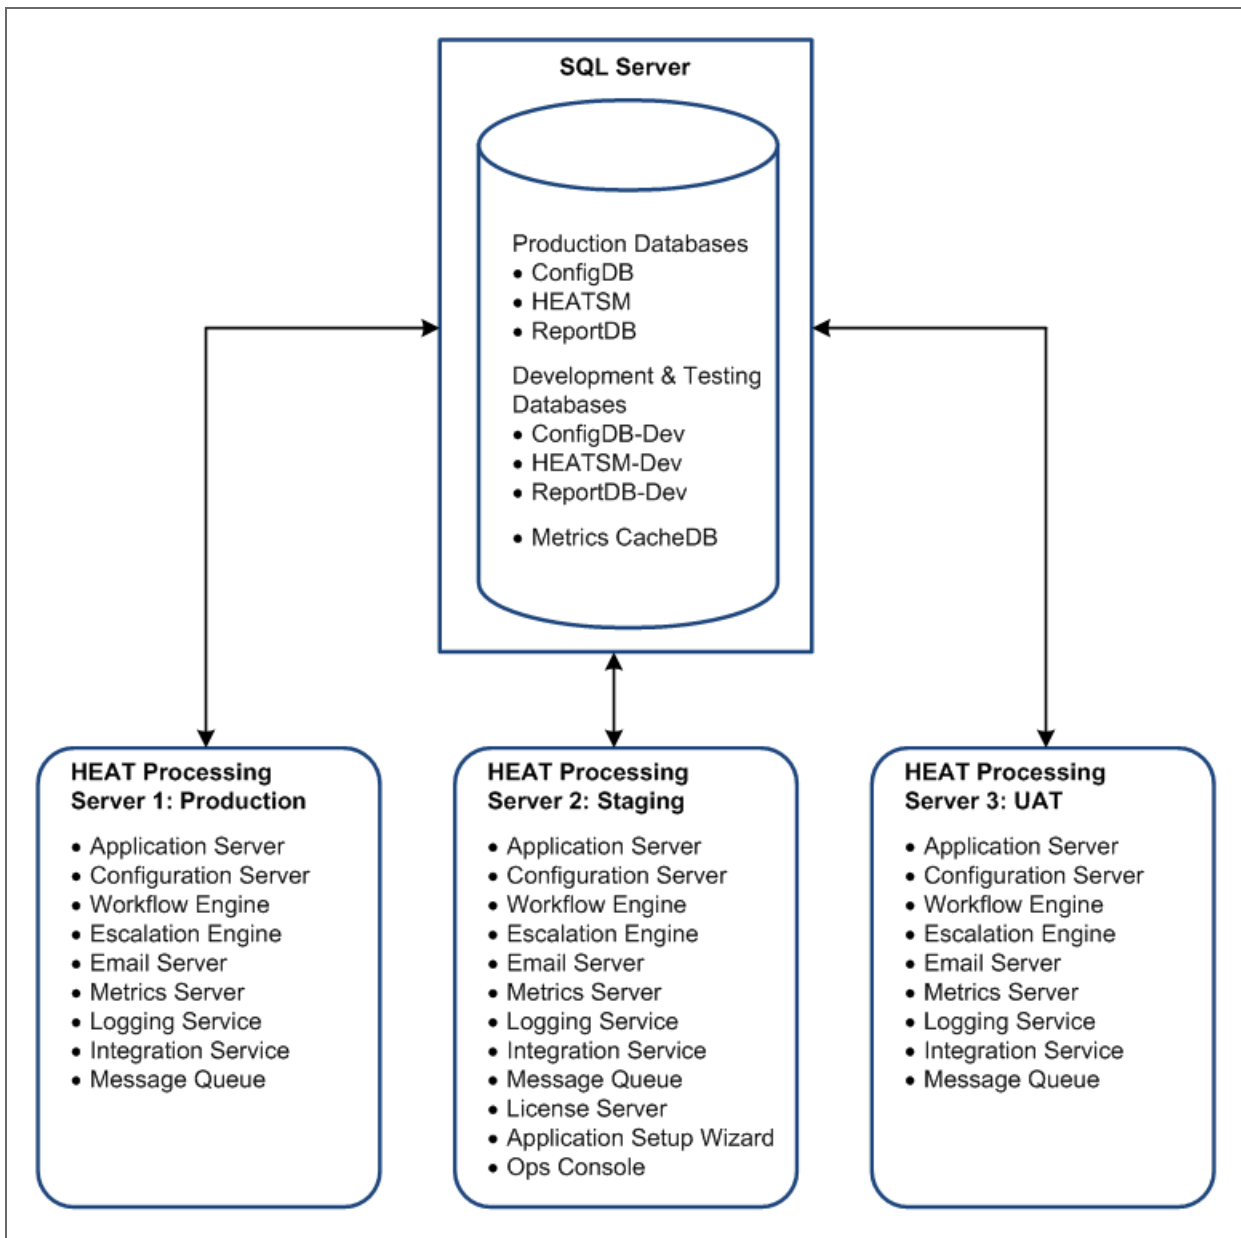 SQL Server
Production Databases
• ConfigDB
• HEATSM
• ReportDB
Development & Testing
Databases
• ConfigDB-Dev
• HEATSM-Dev
• ReportDB-Dev
• Metrics CacheDB
HEAT Processing
Server 1: Production
• Application Server
• Configuration Server
• Workflow Engine
• Escalation Engine
• Email Server
• Metrics Server
• Logging Service
• Integration Service
• Message Queue
HEAT Processing
Server 2: Staging
• Application Server
• Configuration Server
• Workflow Engine
• Escalation Engine
• Email Server
• Metrics Server
• Logging Service
• Integration Service
• Message Queue
• License Server
• Application Setup Wizard
• Ops Console
HEAT Processing
Server 3: UAT
• Application Server
• Configuration Server
• Workflow Engine
• Escalation Engine
• Email Server
• Metrics Server
• Logging Service
• Integration Service
• Message Queue